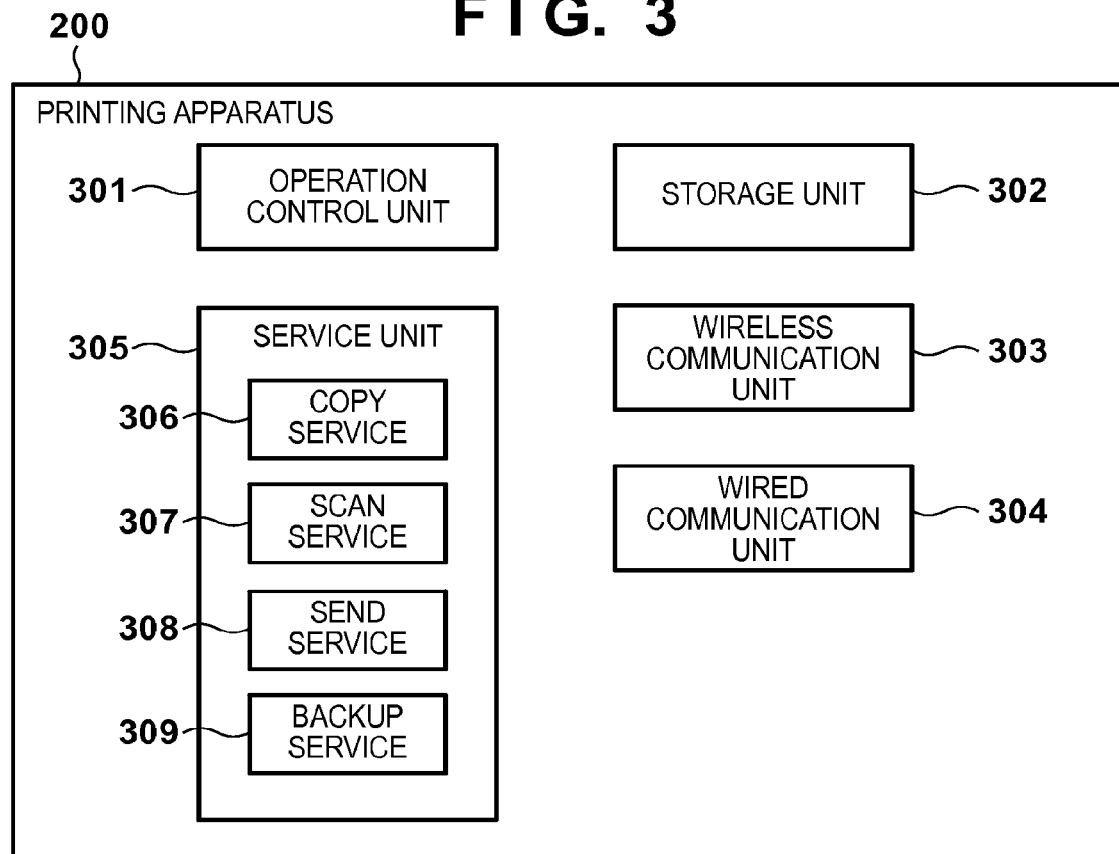 FIG. 3
200
PRINTING APPARATUS
301
OPERATION
CONTROL UNIT
STORAGE UNIT
302
305
SERVICE UNIT
WIRELESS
COMMUNICATION
UNIT
303
306
COPY
SERVICE
307
SCAN
SERVICE
WIRED
COMMUNICATION
UNIT
304
308
SEND
SERVICE
309
BACKUP
SERVICE